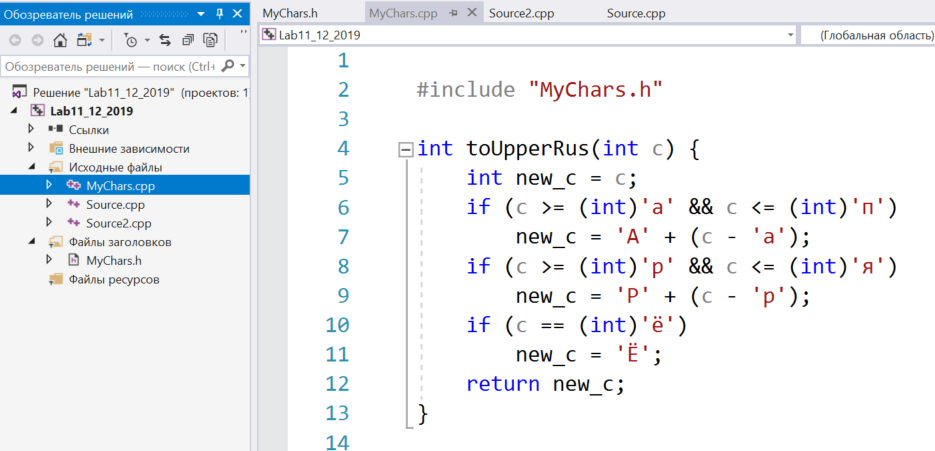 Обозреватель решений
Обозреватель решений — поиск (Ctrl+
Решение "Lab11_12_2019" (проектов: 1
Lab11_12_2019
Ссылки
Внешние зависимости
Исходные файлы
MyChars.cpp
Source.cpp
Source2.cpp
Файлы заголовков
MyChars.h
Файлы ресурсов
MyChars.h MyChars.cpp Source2.cpp Source.cpp
Lab11_12_2019 (Глобальная область)
1
2 #include "MyChars.h"
3
4 int toUpperRus(int c) {
5 int new_c = c;
6 if (c >= (int)'а' && c <= (int)'п')
7 new_c = 'А' + (c - 'а');
8 if (c >= (int)'р' && c <= (int)'я')
9 new_c = 'Р' + (c - 'р');
10 if (c == (int)'ё')
11 new_c = 'Ё';
12 return new_c;
13 }
14